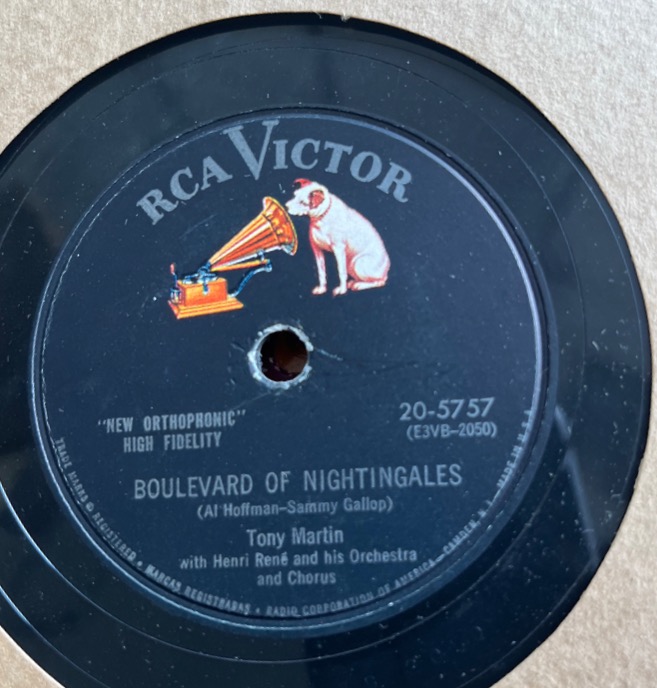 RCA VICTOR
"NEW ORTHOPHONIC"
HIGH FIDELITY
20-5757
(E3VB-2050)
BOULEVARD OF NIGHTINGALES
(Al Hoffman-Sammy Gallop)
Tony Martin
with Henri René and his Orchestra
and Chorus
TRADE MARKS ® REGISTERED • MARCAS REGISTRADAS • RADIO CORPORATION OF AMERICA—CAMDEN, N. J.—MADE IN U. S. A.